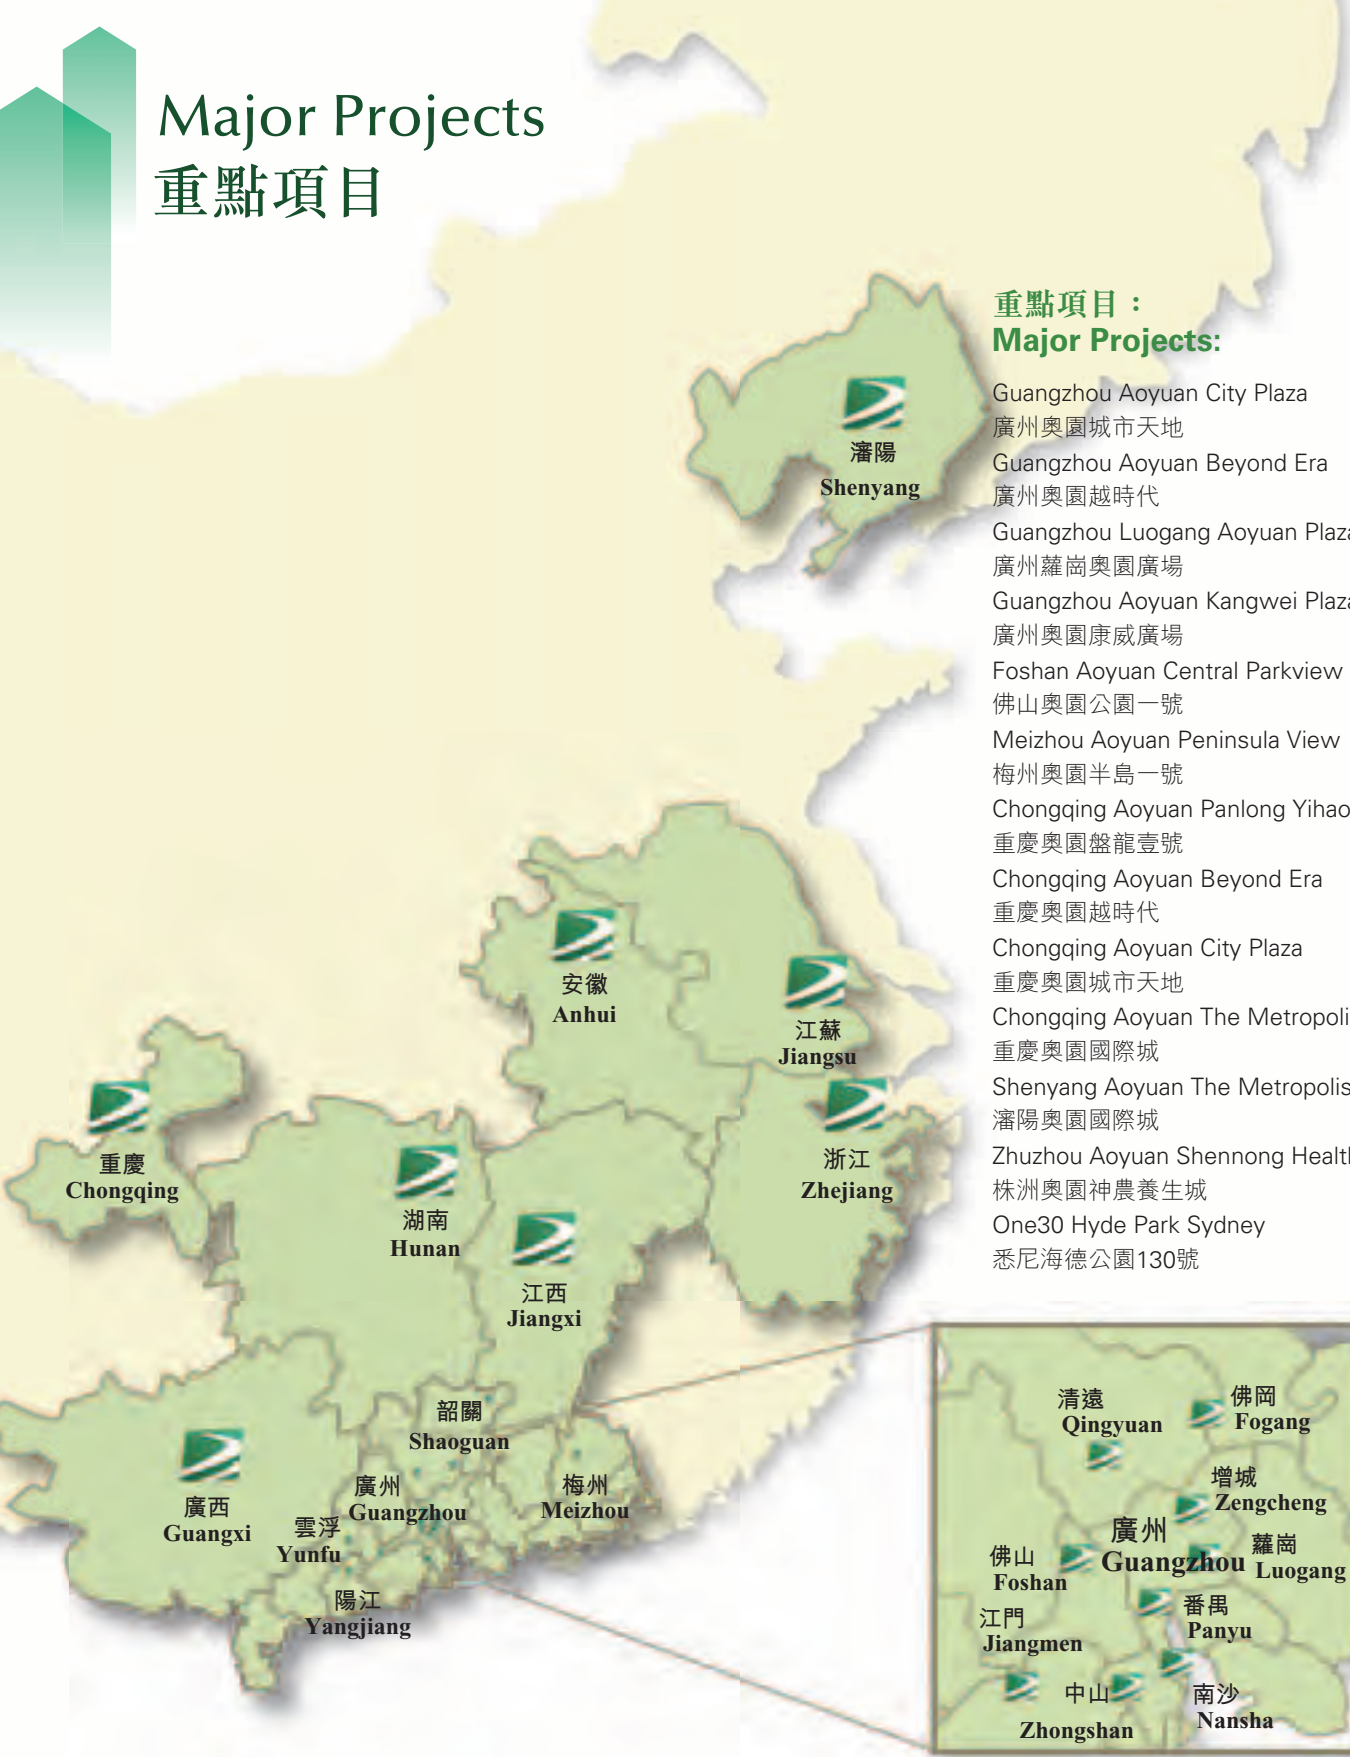 Major Projects
重點項目
重點項目：
Major Projects:
Guangzhou Aoyuan City Plaza
廣州奧園城市天地
Guangzhou Aoyuan Beyond Era
廣州奧園越時代
Guangzhou Luogang Aoyuan Plaza
廣州蘿崗奧園廣場
Guangzhou Aoyuan Kangwei Plaza
廣州奧園康威廣場
Foshan Aoyuan Central Parkview
佛山奧園公園一號
Meizhou Aoyuan Peninsula View
梅州奧園半島一號
Chongqing Aoyuan Panlong Yihao
重慶奧園盤龍壹號
Chongqing Aoyuan Beyond Era
重慶奧園越時代
Chongqing Aoyuan City Plaza
重慶奧園城市天地
Chongqing Aoyuan The Metropoli
重慶奧園國際城
Shenyang Aoyuan The Metropolis
瀋陽奧園國際城
Zhuzhou Aoyuan Shennong Health
株洲奧園神農養生城
One30 Hyde Park Sydney
悉尼海德公園130號
瀋陽
Shenyang
安徽
Anhui
江蘇
Jiangsu
重慶
Chongqing
湖南
Hunan
浙江
Zhejiang
江西
Jiangxi
韶關
Shaoguan
廣西
Guangxi
廣州
Guangzhou
梅州
Meizhou
雲浮
Yunfu
陽江
Yangjiang
清遠
Qingyuan
佛岡
Fogang
增城
Zengcheng
廣州
Guangzhou
蘿崗
Luogang
佛山
Foshan
番禺
Panyu
江門
Jiangmen
中山
Zhongshan
南沙
Nansha